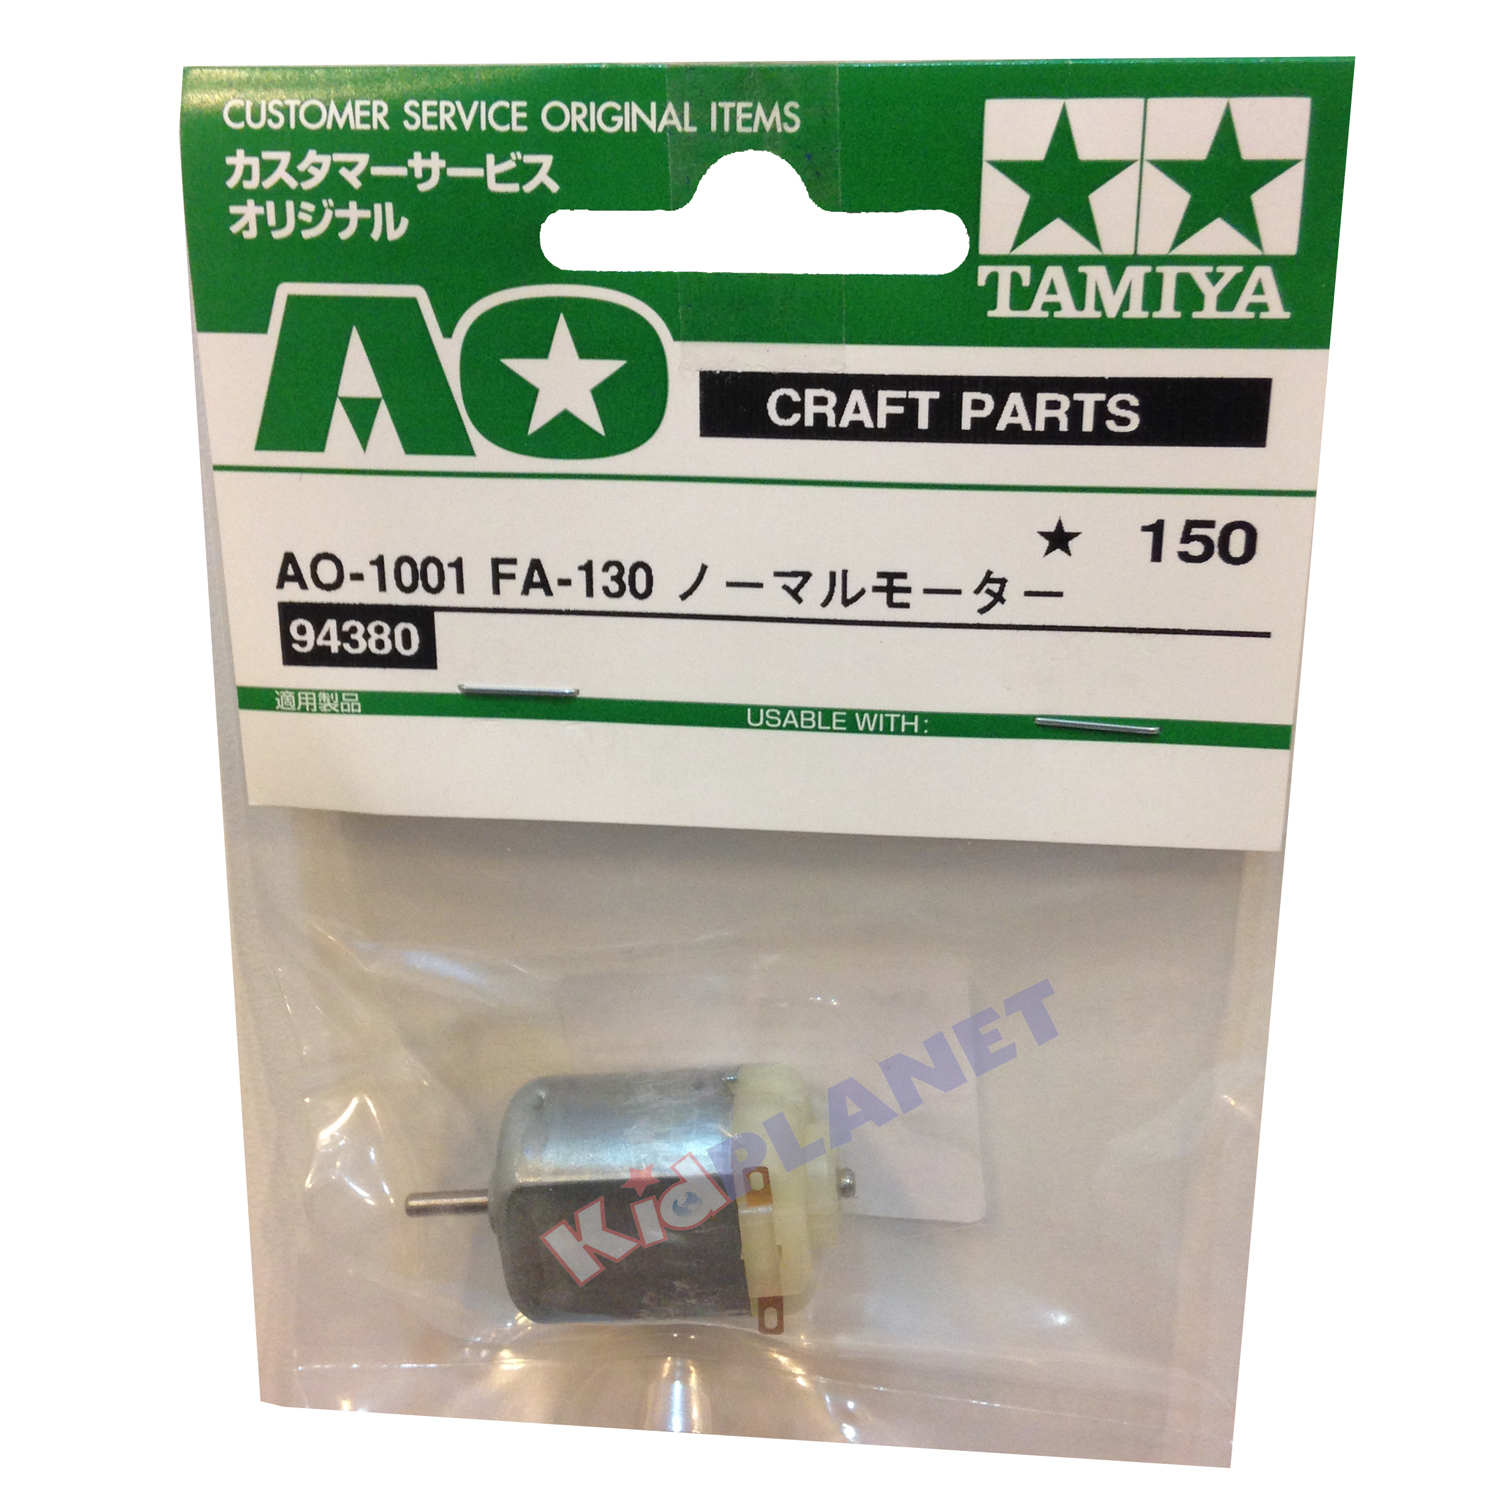 CUSTOMER SERVICE ORIGINAL ITEMS
カスタマーサービス
オリジナル
TAMIYA
AO
CRAFT PARTS
★ 150
AO-1001 FA-130 ノーマルモーター
94380
適用製品
USABLE WITH:
KidPLANET